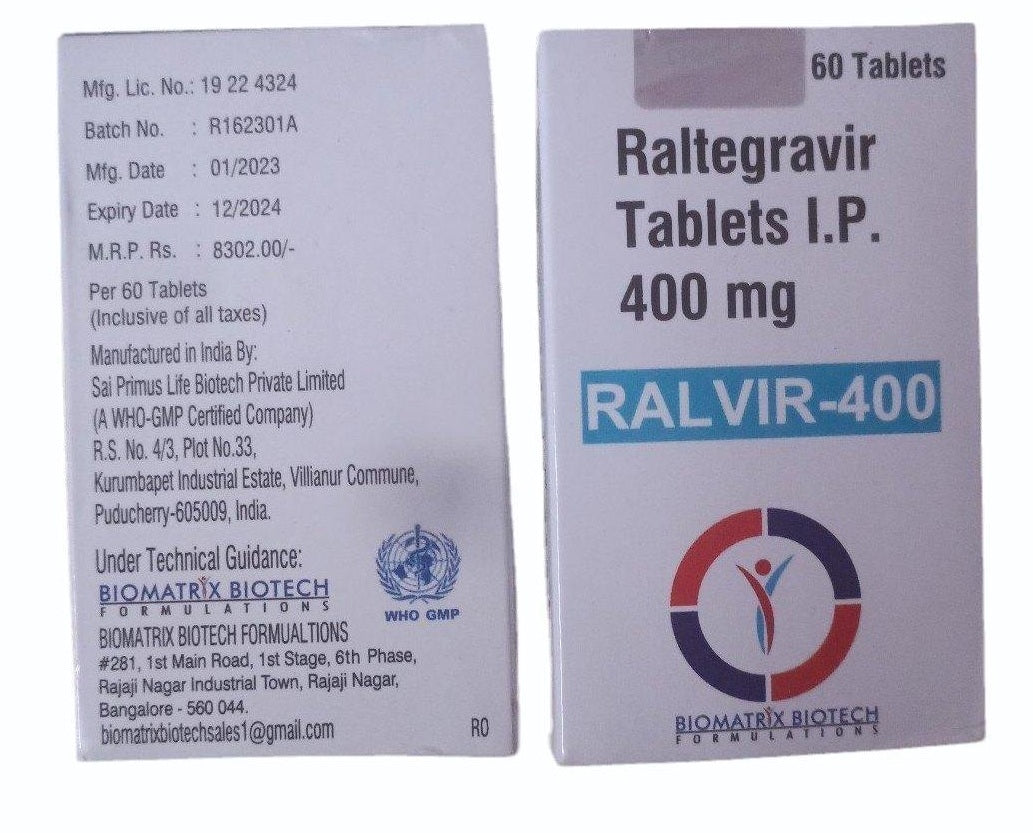 Mfg. Lic. No.: 19 22 4324
Batch No. : R162301A
Mfg. Date : 01/2023
Expiry Date : 12/2024
M.R.P. Rs. : 8302.00/-
Per 60 Tablets
(Inclusive of all taxes)
Manufactured in India By:
Sai Primus Life Biotech Private Limited
(A WHO-GMP Certified Company)
R.S. No. 4/3, Plot No.33,
Kurumbapet Industrial Estate, Villianur Commune,
Puducherry-605009, India.
Under Technical Guidance:
BIOMATRIX BIOTECH
FORMULATIONS
WHO GMP
BIOMATRIX BIOTECH FORMUALTIONS
#281, 1st Main Road, 1st Stage, 6th Phase,
Rajaji Nagar Industrial Town, Rajaji Nagar,
Bangalore - 560 044.
biomatrixbiotechsales1@gmail.com
R0
60 Tablets
Raltegravir
Tablets I.P.
400 mg
RALVIR-400
BIOMATRIX BIOTECH
FORMULATIONS